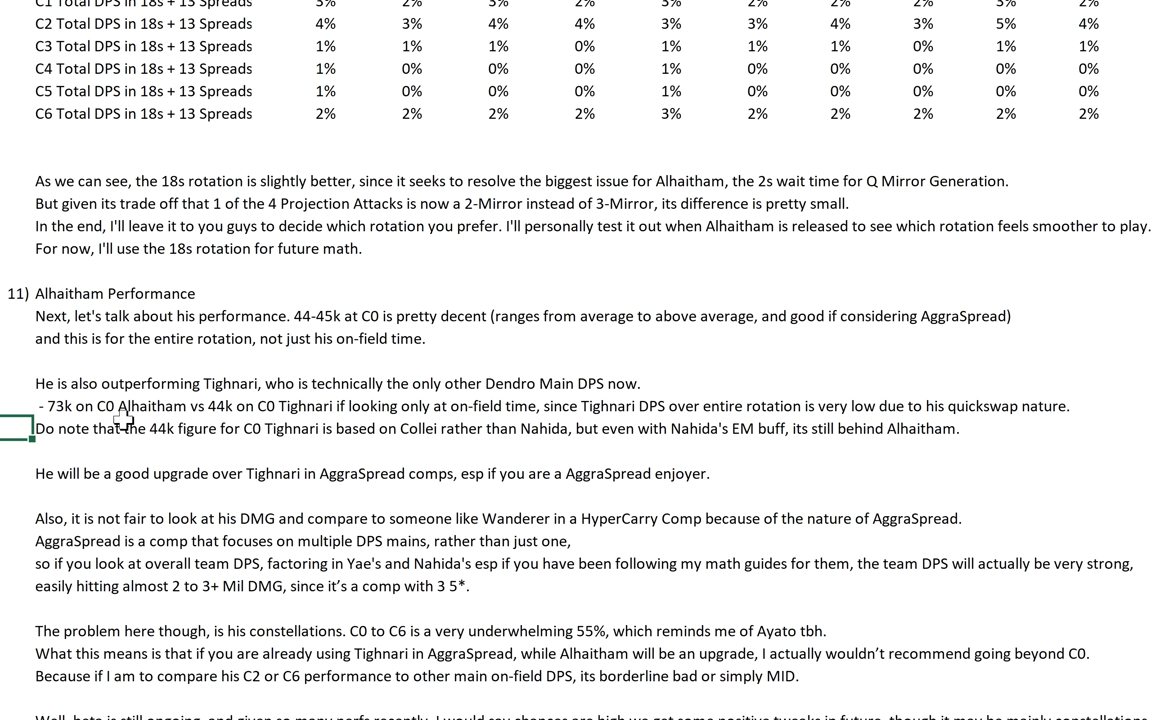 C1 Total DPS in 18s + 13 Spreads 3% 2% 3% 2% 3% 2% 2% 2% 3% 2%
C2 Total DPS in 18s + 13 Spreads 4% 3% 4% 4% 3% 3% 4% 3% 5% 4%
C3 Total DPS in 18s + 13 Spreads 1% 1% 1% 0% 1% 1% 1% 0% 1% 1%
C4 Total DPS in 18s + 13 Spreads 1% 0% 0% 0% 1% 0% 0% 0% 0% 0%
C5 Total DPS in 18s + 13 Spreads 1% 0% 0% 0% 1% 0% 0% 0% 0% 0%
C6 Total DPS in 18s + 13 Spreads 2% 2% 2% 2% 3% 2% 2% 2% 2% 2%
As we can see, the 18s rotation is slightly better, since it seeks to resolve the biggest issue for Alhaitham, the 2s wait time for Q Mirror Generation.
But given its trade off that 1 of the 4 Projection Attacks is now a 2-Mirror instead of 3-Mirror, its difference is pretty small.
In the end, I'll leave it to you guys to decide which rotation you prefer. I'll personally test it out when Alhaitham is released to see which rotation feels smoother to play.
For now, I'll use the 18s rotation for future math.
11) Alhaitham Performance
Next, let's talk about his performance. 44-45k at C0 is pretty decent (ranges from average to above average, and good if considering AggraSpread)
and this is for the entire rotation, not just his on-field time.
He is also outperforming Tighnari, who is technically the only other Dendro Main DPS now.
- 73k on C0 Alhaitham vs 44k on C0 Tighnari if looking only at on-field time, since Tighnari DPS over entire rotation is very low due to his quickswap nature.
Do note that the 44k figure for C0 Tighnari is based on Collei rather than Nahida, but even with Nahida's EM buff, its still behind Alhaitham.
He will be a good upgrade over Tighnari in AggraSpread comps, esp if you are a AggraSpread enjoyer.
Also, it is not fair to look at his DMG and compare to someone like Wanderer in a HyperCarry Comp because of the nature of AggraSpread.
AggraSpread is a comp that focuses on multiple DPS mains, rather than just one,
so if you look at overall team DPS, factoring in Yae's and Nahida's esp if you have been following my math guides for them, the team DPS will actually be very strong,
easily hitting almost 2 to 3+ Mil DMG, since it's a comp with 3 5*.
The problem here though, is his constellations. C0 to C6 is a very underwhelming 55%, which reminds me of Ayato tbh.
What this means is that if you are already using Tighnari in AggraSpread, while Alhaitham will be an upgrade, I actually wouldn't recommend going beyond C0.
Because if I am to compare his C2 or C6 performance to other main on-field DPS, its borderline bad or simply MID.